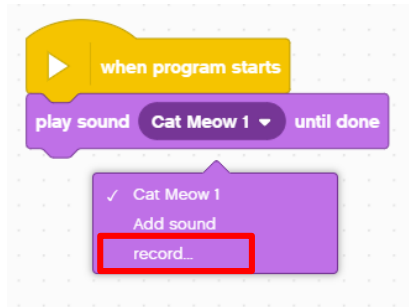 when program starts
play sound Cat Meow 1 until done
✓ Cat Meow 1
Add sound
record...